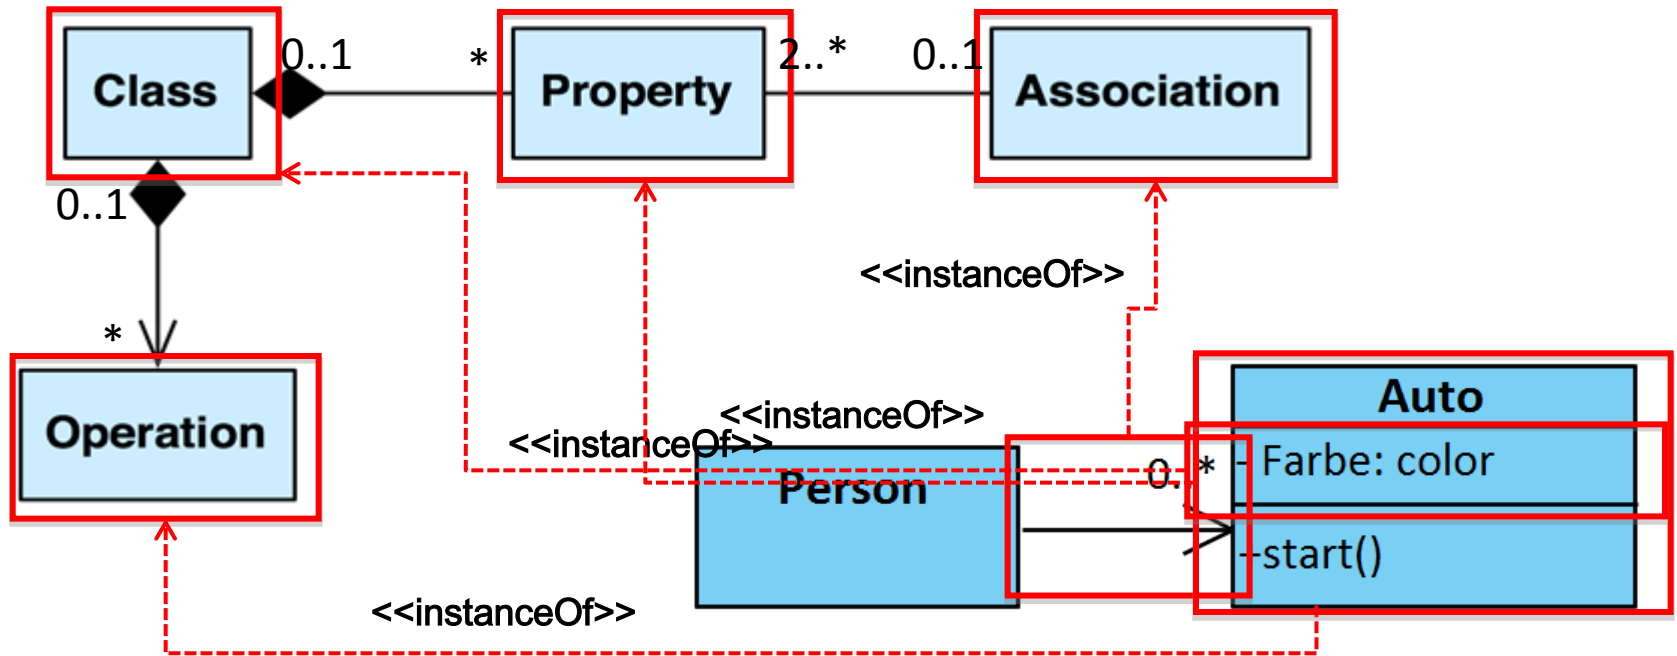 Class
0..1
*
Property
2..*
0..1
Association
0..1
*
Operation
<<instanceOf>>
<<instanceOf>>
<<instanceOf>>
Person
0..*
Auto
- Farbe: color
+start()
<<instanceOf>>